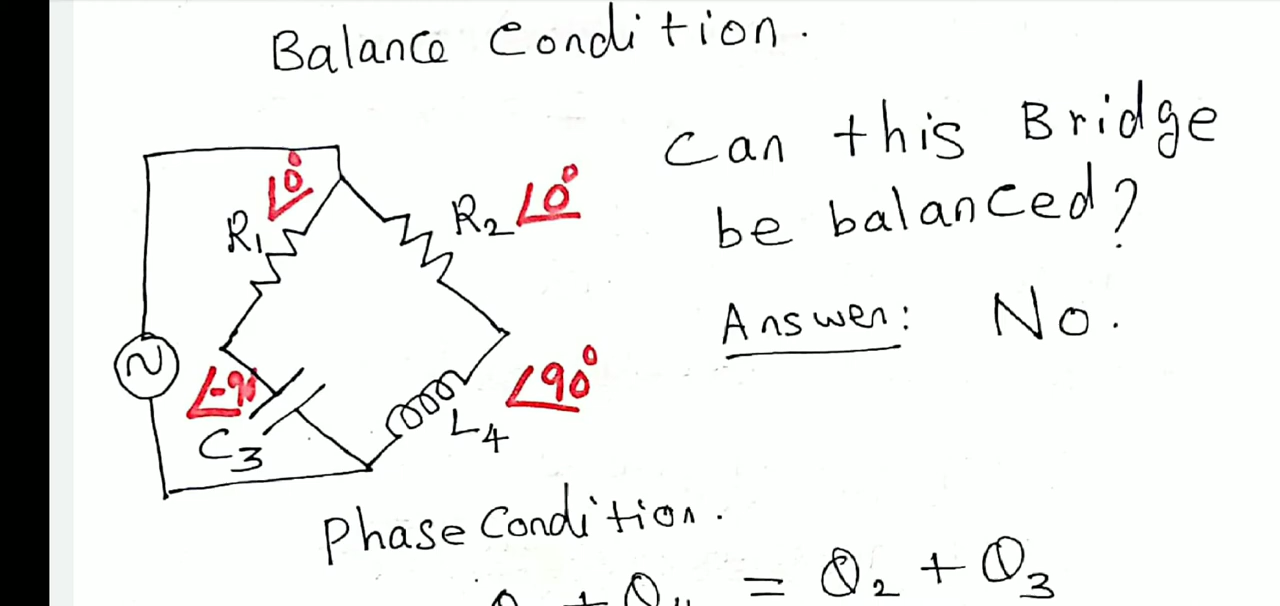 Balance Condition.
Can this Bridge
be balanced?
Answer: No.
R1 ∠0°
R2 ∠0°
∠-90
C3
∠90°
L4
Phase Condition.
= θ2 + θ3